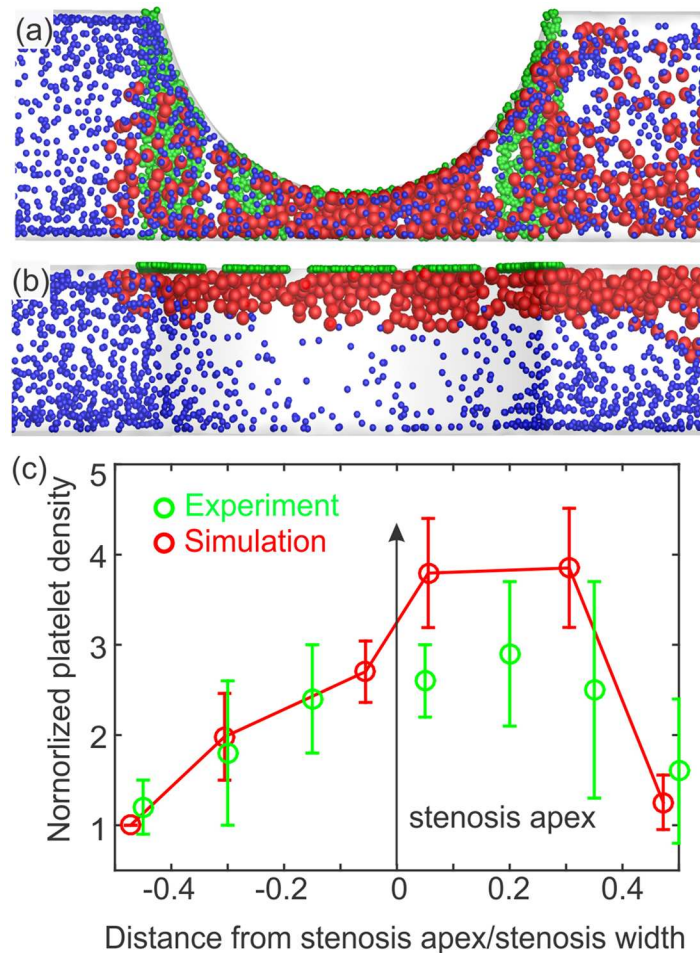 (a)
(b)
(c)
Nornorlized platelet density
5
4
3
2
1
Experiment
Simulation
stenosis apex
-0.4
-0.2
0
0.2
0.4
Distance from stenosis apex/stenosis width